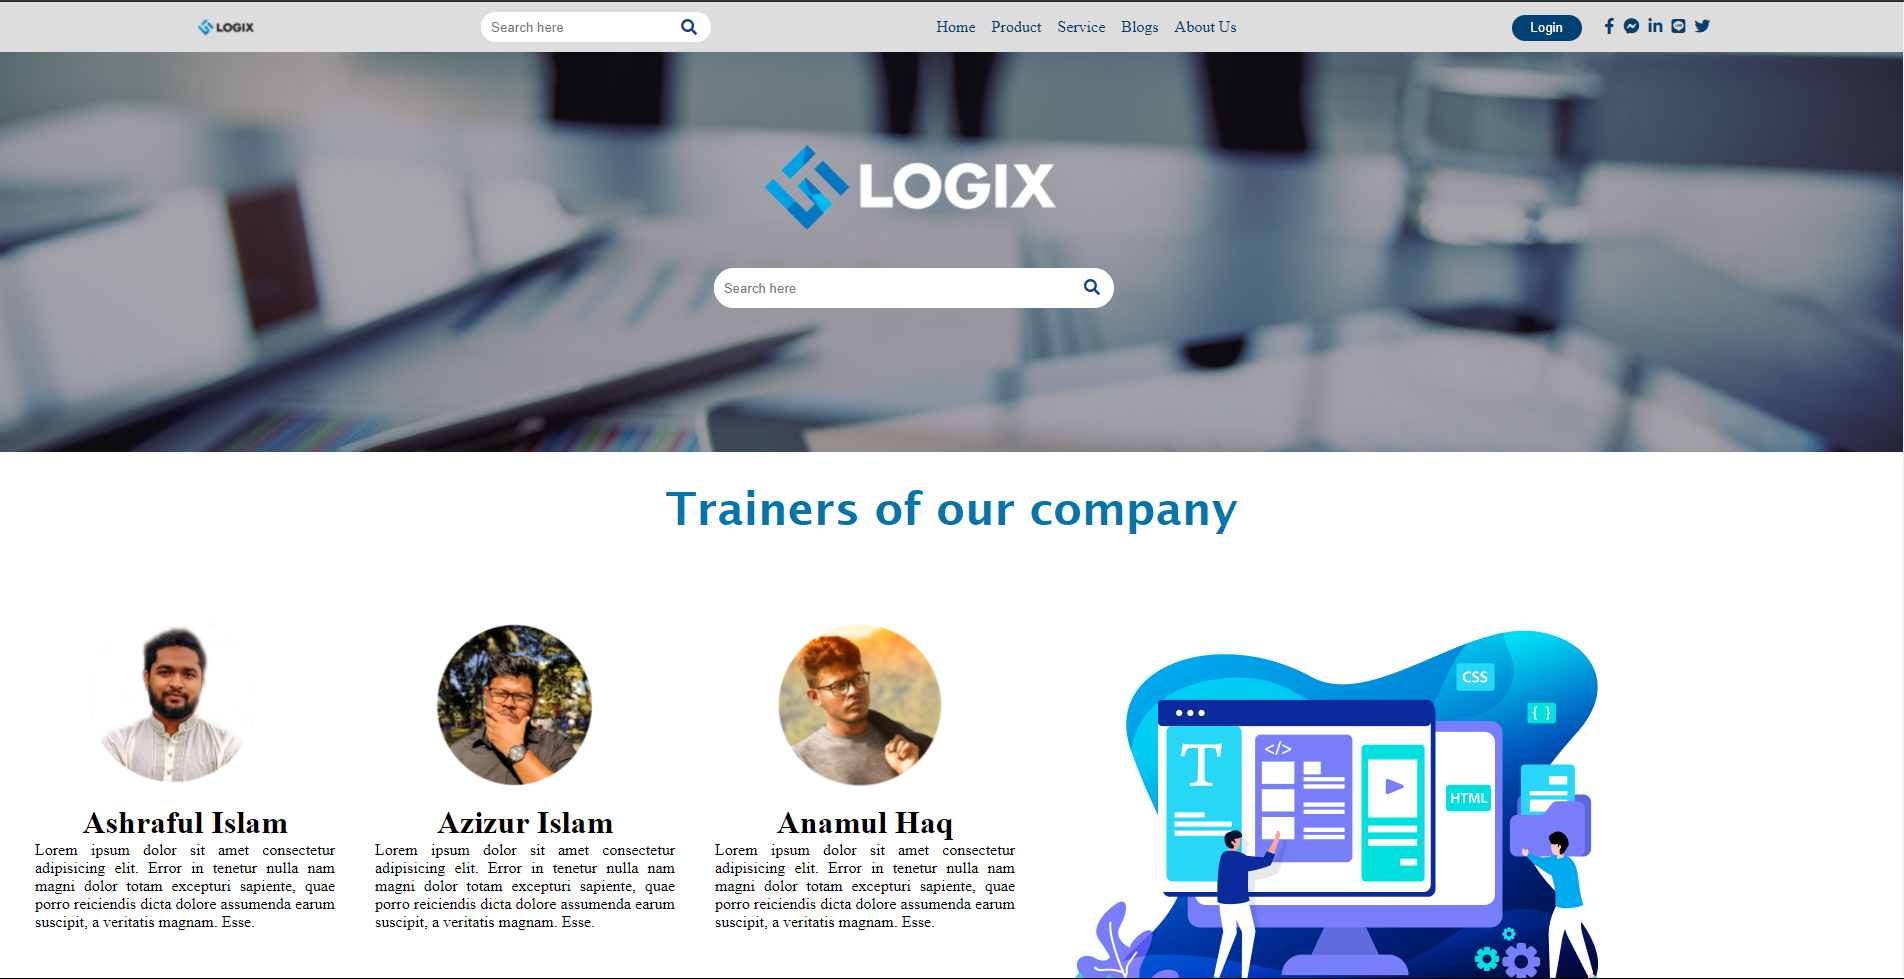 LOGIX
Search here
Home Product Service Blogs About Us
Login
LOGIX
Search here
Trainers of our company
Ashraful Islam
Lorem ipsum dolor sit amet consectetur
adipisicing elit. Error in tenetur nulla nam
magni dolor totam excepturi sapiente, quae
porro reiciendis dicta dolore assumenda earum
suscipit, a veritatis magnam. Esse.
Azizur Islam
Lorem ipsum dolor sit amet consectetur
adipisicing elit. Error in tenetur nulla nam
magni dolor totam excepturi sapiente, quae
porro reiciendis dicta dolore assumenda earum
suscipit, a veritatis magnam. Esse.
Anamul Haq
Lorem ipsum dolor sit amet consectetur
adipisicing elit. Error in tenetur nulla nam
magni dolor totam excepturi sapiente, quae
porro reiciendis dicta dolore assumenda earum
suscipit, a veritatis magnam. Esse.
CSS
{ }
T
</>
HTML